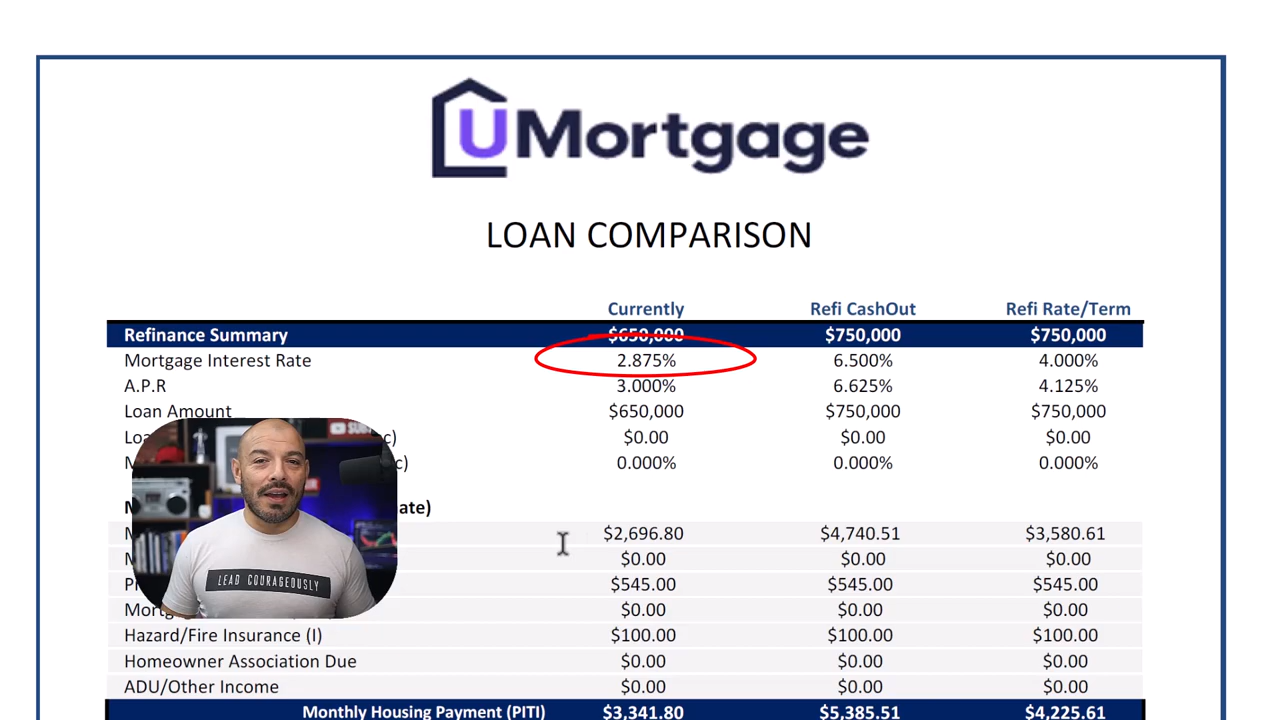 UMortgage
LOAN COMPARISON
Currently Refi CashOut Refi Rate/Term
Refinance Summary $650,000 $750,000 $750,000
Mortgage Interest Rate 2.875% 6.500% 4.000%
A.P.R 3.000% 6.625% 4.125%
Loan Amount $650,000 $750,000 $750,000
c) $0.00 $0.00 $0.00
c) 0.000% 0.000% 0.000%
ate)
$2,696.80 $4,740.51 $3,580.61
$0.00 $0.00 $0.00
$545.00 $545.00 $545.00
$0.00 $0.00 $0.00
Hazard/Fire Insurance (I) $100.00 $100.00 $100.00
Homeowner Association Due $0.00 $0.00 $0.00
ADU/Other Income $0.00 $0.00 $0.00
Monthly Housing Payment (PITI) $3,341.80 $5,385.51 $4,225.61
LEAD COURAGEOUSLY